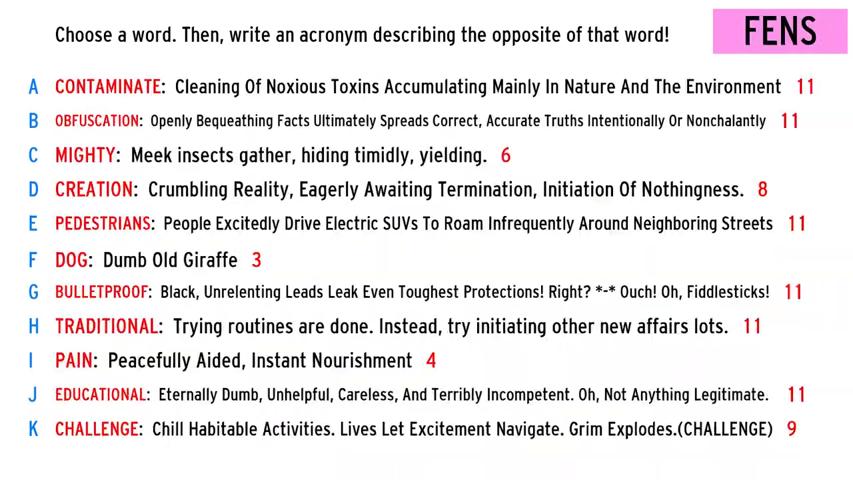 Choose a word. Then, write an acronym describing the opposite of that word!
FENS
A CONTAMINATE: Cleaning Of Noxious Toxins Accumulating Mainly In Nature And The Environment 11
B OBFUSCATION: Openly Bequeathing Facts Ultimately Spreads Correct, Accurate Truths Intentionally Or Nonchalantly 11
C MIGHTY: Meek insects gather, hiding timidly, yielding. 6
D CREATION: Crumbling Reality, Eagerly Awaiting Termination, Initiation Of Nothingness. 8
E PEDESTRIANS: People Excitedly Drive Electric SUVs To Roam Infrequently Around Neighboring Streets 11
F DOG: Dumb Old Giraffe 3
G BULLETPROOF: Black, Unrelenting Leads Leak Even Toughest Protections! Right? *-* Ouch! Oh, Fiddlesticks! 11
H TRADITIONAL: Trying routines are done. Instead, try initiating other new affairs lots. 11
I PAIN: Peacefully Aided, Instant Nourishment 4
J EDUCATIONAL: Eternally Dumb, Unhelpful, Careless, And Terribly Incompetent. Oh, Not Anything Legitimate. 11
K CHALLENGE: Chill Habitable Activities. Lives Let Excitement Navigate. Grim Explodes.(CHALLENGE) 9